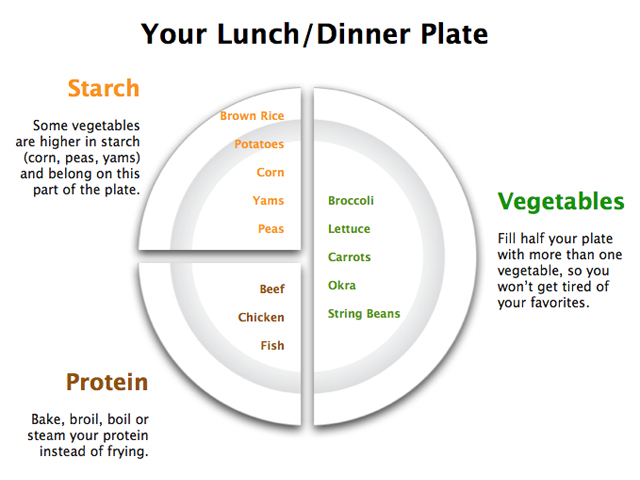 Your Lunch/Dinner Plate
Starch
Some vegetables
are higher in starch
(corn, peas, yams)
and belong on this
part of the plate.
Brown Rice
Potatoes
Corn
Yams
Peas
Broccoli
Lettuce
Carrots
Okra
String Beans
Vegetables
Fill half your plate
with more than one
vegetable, so you
won’t get tired of
your favorites.
Beef
Chicken
Fish
Protein
Bake, broil, boil or
steam your protein
instead of frying.